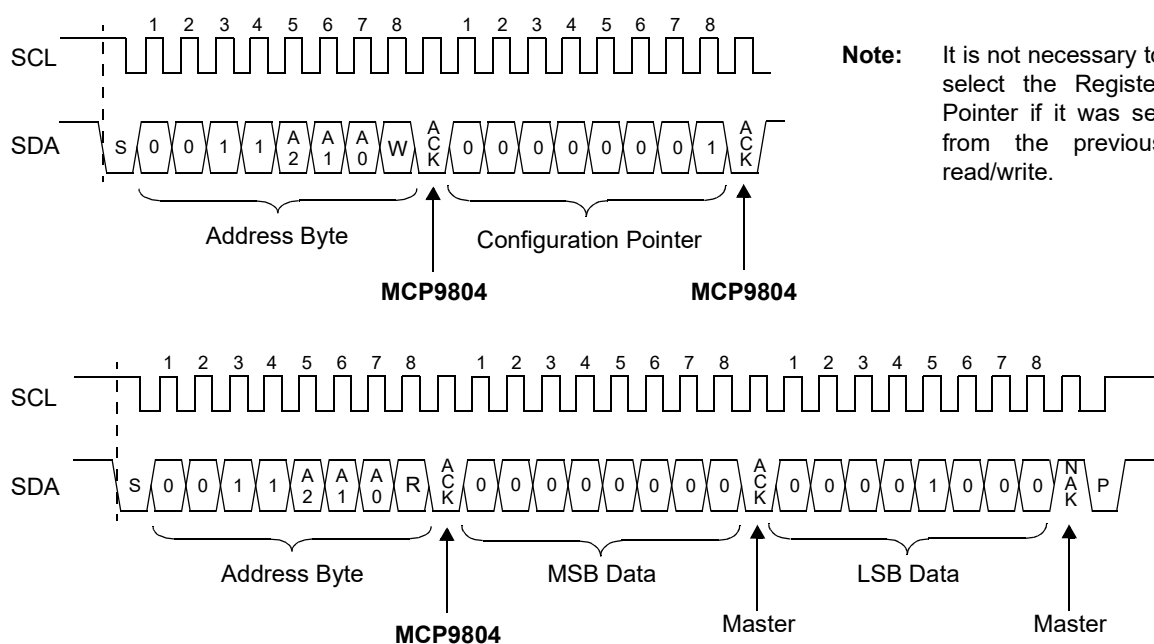 1 2 3 4 5 6 7 8 1 2 3 4 5 6 7 8
SCL
SDA S 0 0 1 1 A2 A1 A0 W ACK 0 0 0 0 0 0 0 1 ACK
Address Byte Configuration Pointer
MCP9804 MCP9804
Note: It is not necessary to
select the Registe
Pointer if it was se
from the previous
read/write.
1 2 3 4 5 6 7 8 1 2 3 4 5 6 7 8 1 2 3 4 5 6 7 8
SCL
SDA S 0 0 1 1 A2 A1 A0 R ACK 0 0 0 0 0 0 0 0 ACK 0 0 0 0 1 0 0 0 NAK P
Address Byte MSB Data LSB Data
MCP9804 Master Master